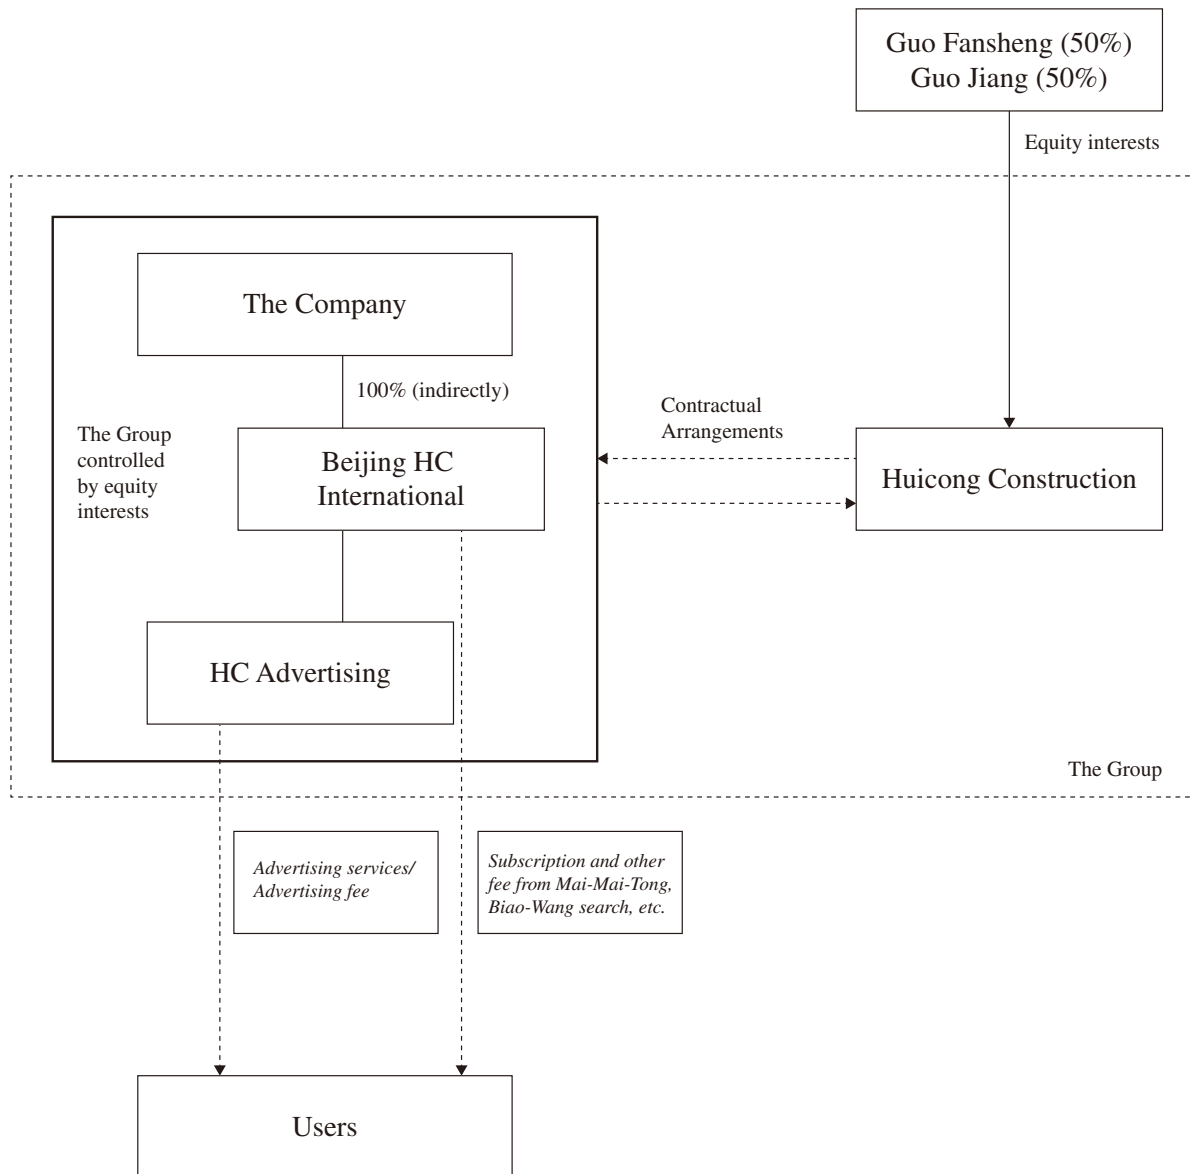 Guo Fansheng (50%)
Guo Jiang (50%)
Equity interests
The Company
100% (indirectly)
The Group
controlled
by equity
interests
Beijing HC
International
Contractual
Arrangements
Huicong Construction
HC Advertising
The Group
Advertising services/
Advertising fee
Subscription and other
fee from Mai-Mai-Tong,
Biao-Wang search, etc.
Users